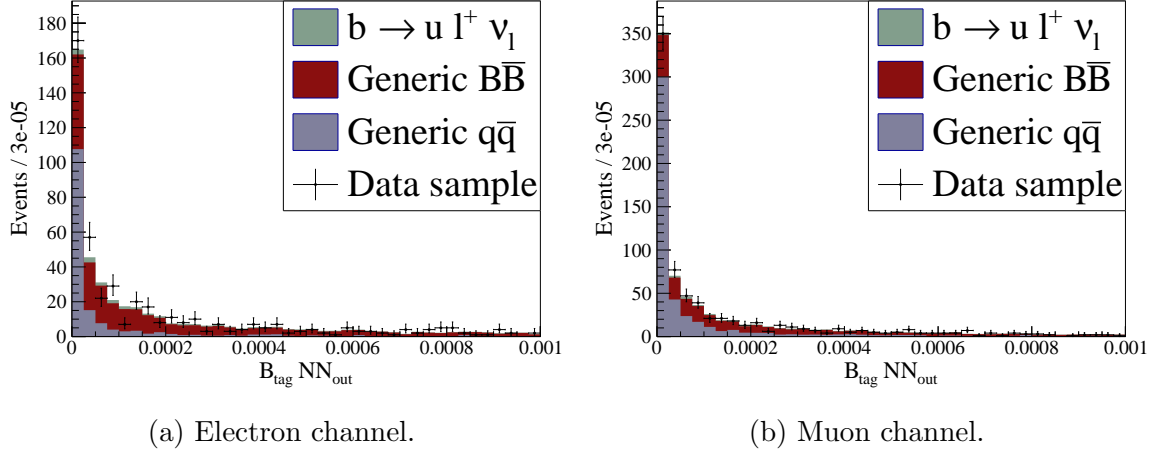 Events / 3e-05
180
160
140
120
100
80
60
40
20
0
0 0.0002 0.0004 0.0006 0.0008 0.001
B_tag NN_out
b → u l⁺ ν_l
Generic BB̅
Generic qq̅
Data sample
(a) Electron channel.
Events / 3e-05
350
300
250
200
150
100
50
0
0 0.0002 0.0004 0.0006 0.0008 0.001
B_tag NN_out
b → u l⁺ ν_l
Generic BB̅
Generic qq̅
Data sample
(b) Muon channel.